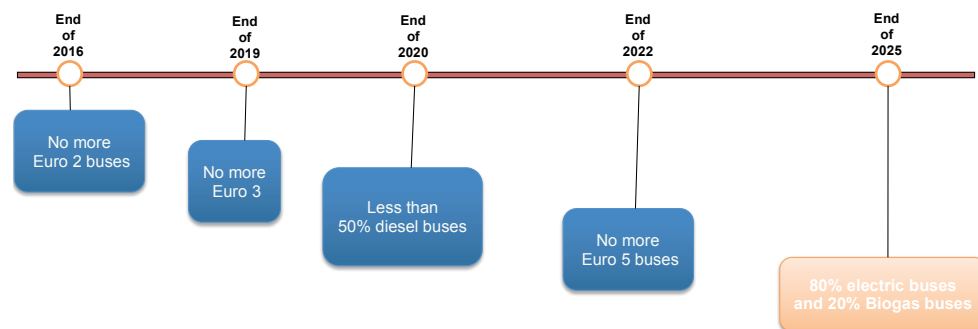 End
of
2016
End
of
2019
End
of
2020
End
of
2022
End
of
2025
No more
Euro 2 buses
No more
Euro 3
Less than
50% diesel buses
No more
Euro 5 buses
80% electric buses
and 20% Biogas buses